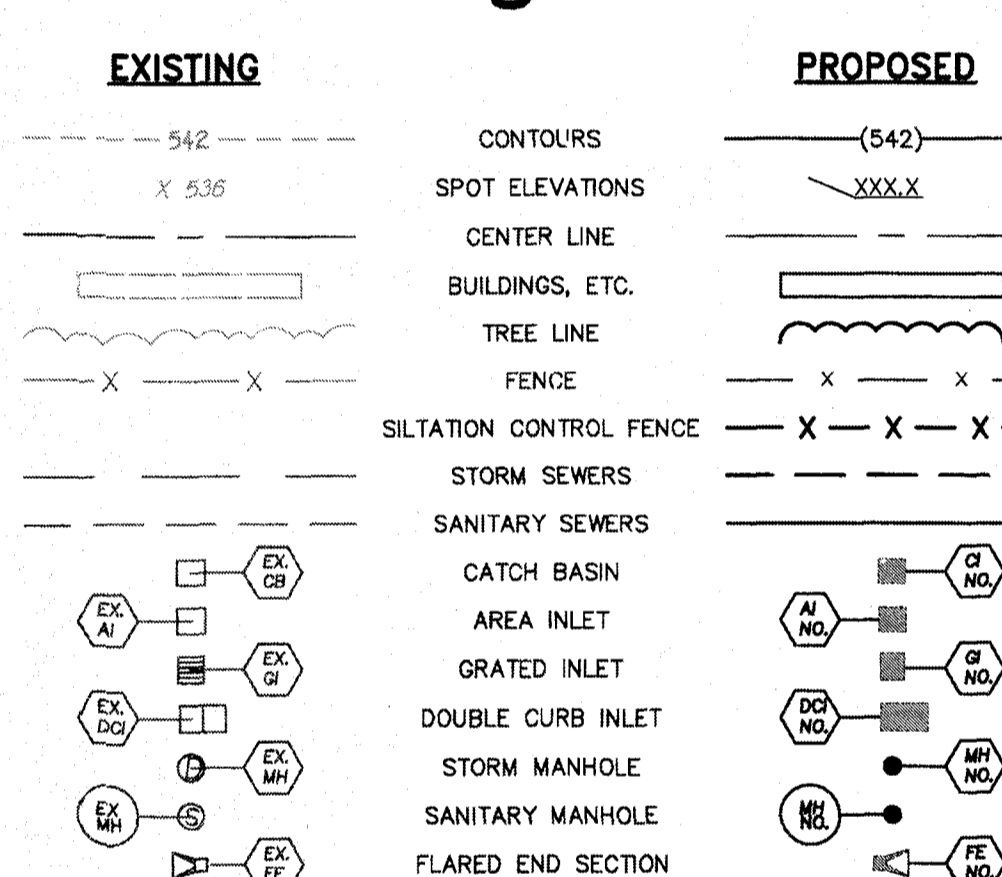 EXISTING PROPOSED
542 CONTOURS (542)
X 536 SPOT ELEVATIONS XXX.X
CENTER LINE
BUILDINGS, ETC.
TREE LINE
X X FENCE X X
SILTATION CONTROL FENCE X X X
STORM SEWERS
SANITARY SEWERS
EX. CB CATCH BASIN CI NO.
EX. AI AREA INLET AI NO.
EX. GI GRATED INLET GI NO.
EX. DCI DOUBLE CURB INLET DCI NO.
EX. MH STORM MANHOLE MH NO.
EX MH S SANITARY MANHOLE MH NO.
EX. FE FLARED END SECTION FE NO.